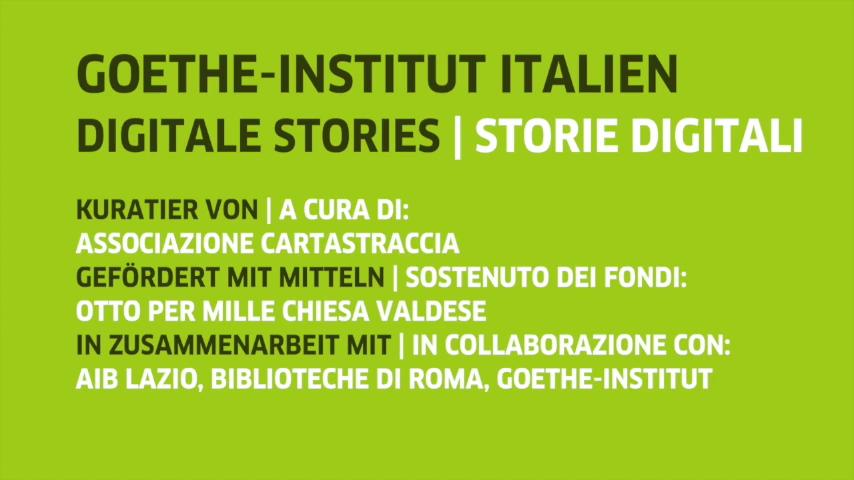 GOETHE-INSTITUT ITALIEN
DIGITALE STORIES | STORIE DIGITALI
KURATIER VON | A CURA DI:
ASSOCIAZIONE CARTASTRACCIA
GEFÖRDERT MIT MITTELN | SOSTENUTO DEI FONDI:
OTTO PER MILLE CHIESA VALDESE
IN ZUSAMMENARBEIT MIT | IN COLLABORAZIONE CON:
AIB LAZIO, BIBLIOTECHE DI ROMA, GOETHE-INSTITUT